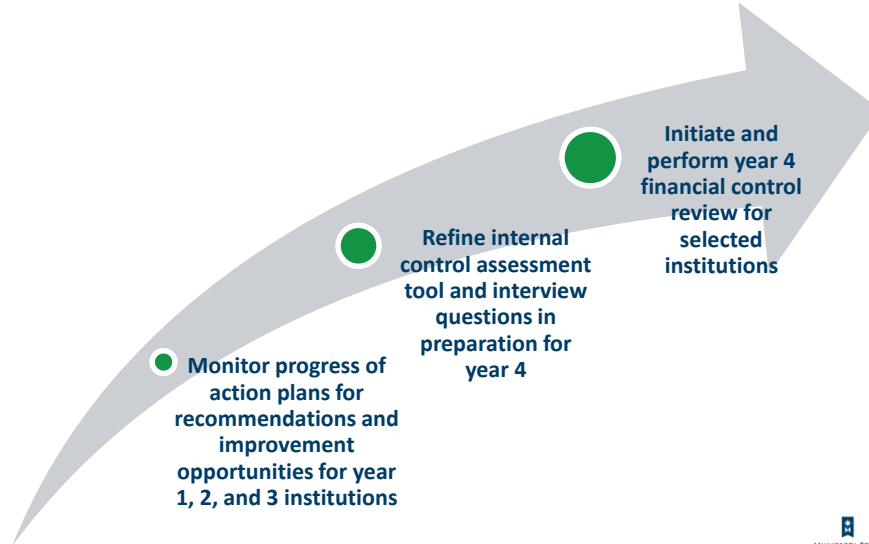 Initiate and
perform year 4
financial control
review for
selected
institutions
Refine internal
control assessment
tool and interview
questions in
preparation for
year 4
Monitor progress of
action plans for
recommendations and
improvement
opportunities for year
1, 2, and 3 institutions